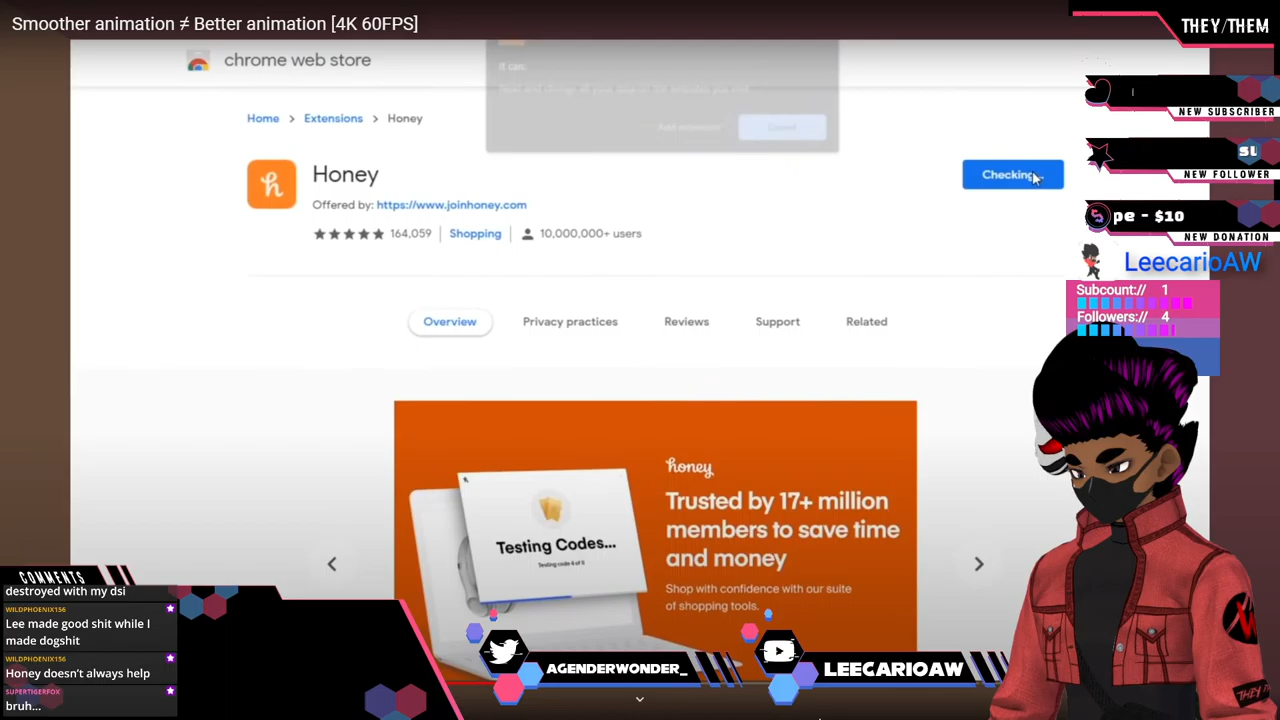 Smoother animation ≠ Better animation [4K 60FPS]
THEY/THEM
chrome web store
It can:
Home > Extensions > Honey
Honey
Checking...
Offered by: https://www.joinhoney.com
164,059 | Shopping | 10,000,000+ users
Overview
Privacy practices
Reviews
Support
Related
honey
Trusted by 17+ million
members to save time
and money
Shop with confidence with our suite
of shopping tools.
Testing Codes...
NEW SUBSCRIBER
SL
NEW FOLLOWER
pe - $10
NEW DONATION
LeecarioAW
Subcount:// 1
Followers:// 4
COMMENTS
destroyed with my dsi
WILDPHOENIX156
Lee made good shit while I
made dogshit
WILDPHOENIX156
Honey doesn't always help
SUPERTIGERFOX
bruh...
AGENDERWONDER_
LEECARIOAW